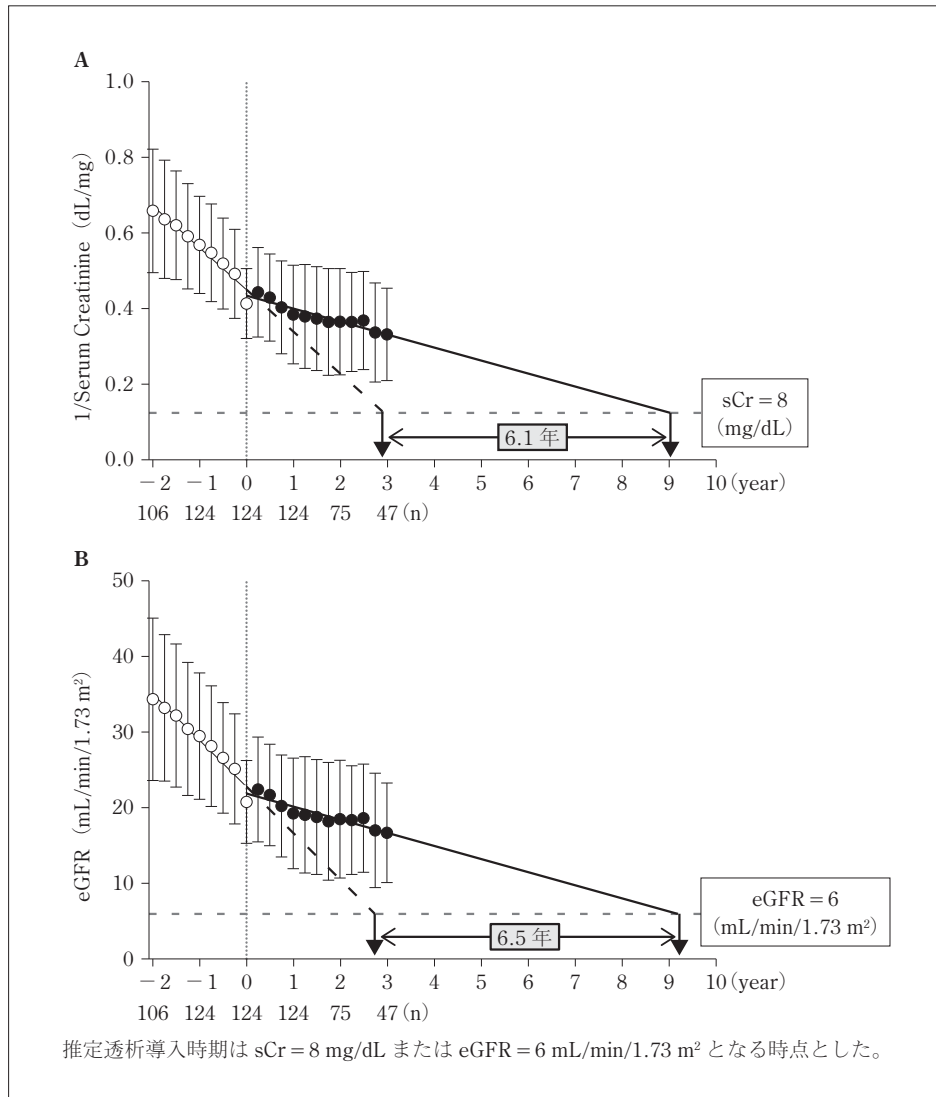 A
1/Serum Creatinine (dL/mg)
1.0
0.8
0.6
0.4
0.2
0.0
sCr = 8
(mg/dL)
6.1 年
−2 −1 0 1 2 3 4 5 6 7 8 9 10 (year)
106 124 124 124 75 47 (n)
B
eGFR (mL/min/1.73 m²)
50
40
30
20
10
0
eGFR = 6
(mL/min/1.73 m²)
6.5 年
−2 −1 0 1 2 3 4 5 6 7 8 9 10 (year)
106 124 124 124 75 47 (n)
推定透析導入時期は sCr = 8 mg/dL または eGFR = 6 mL/min/1.73 m² となる時点とした。